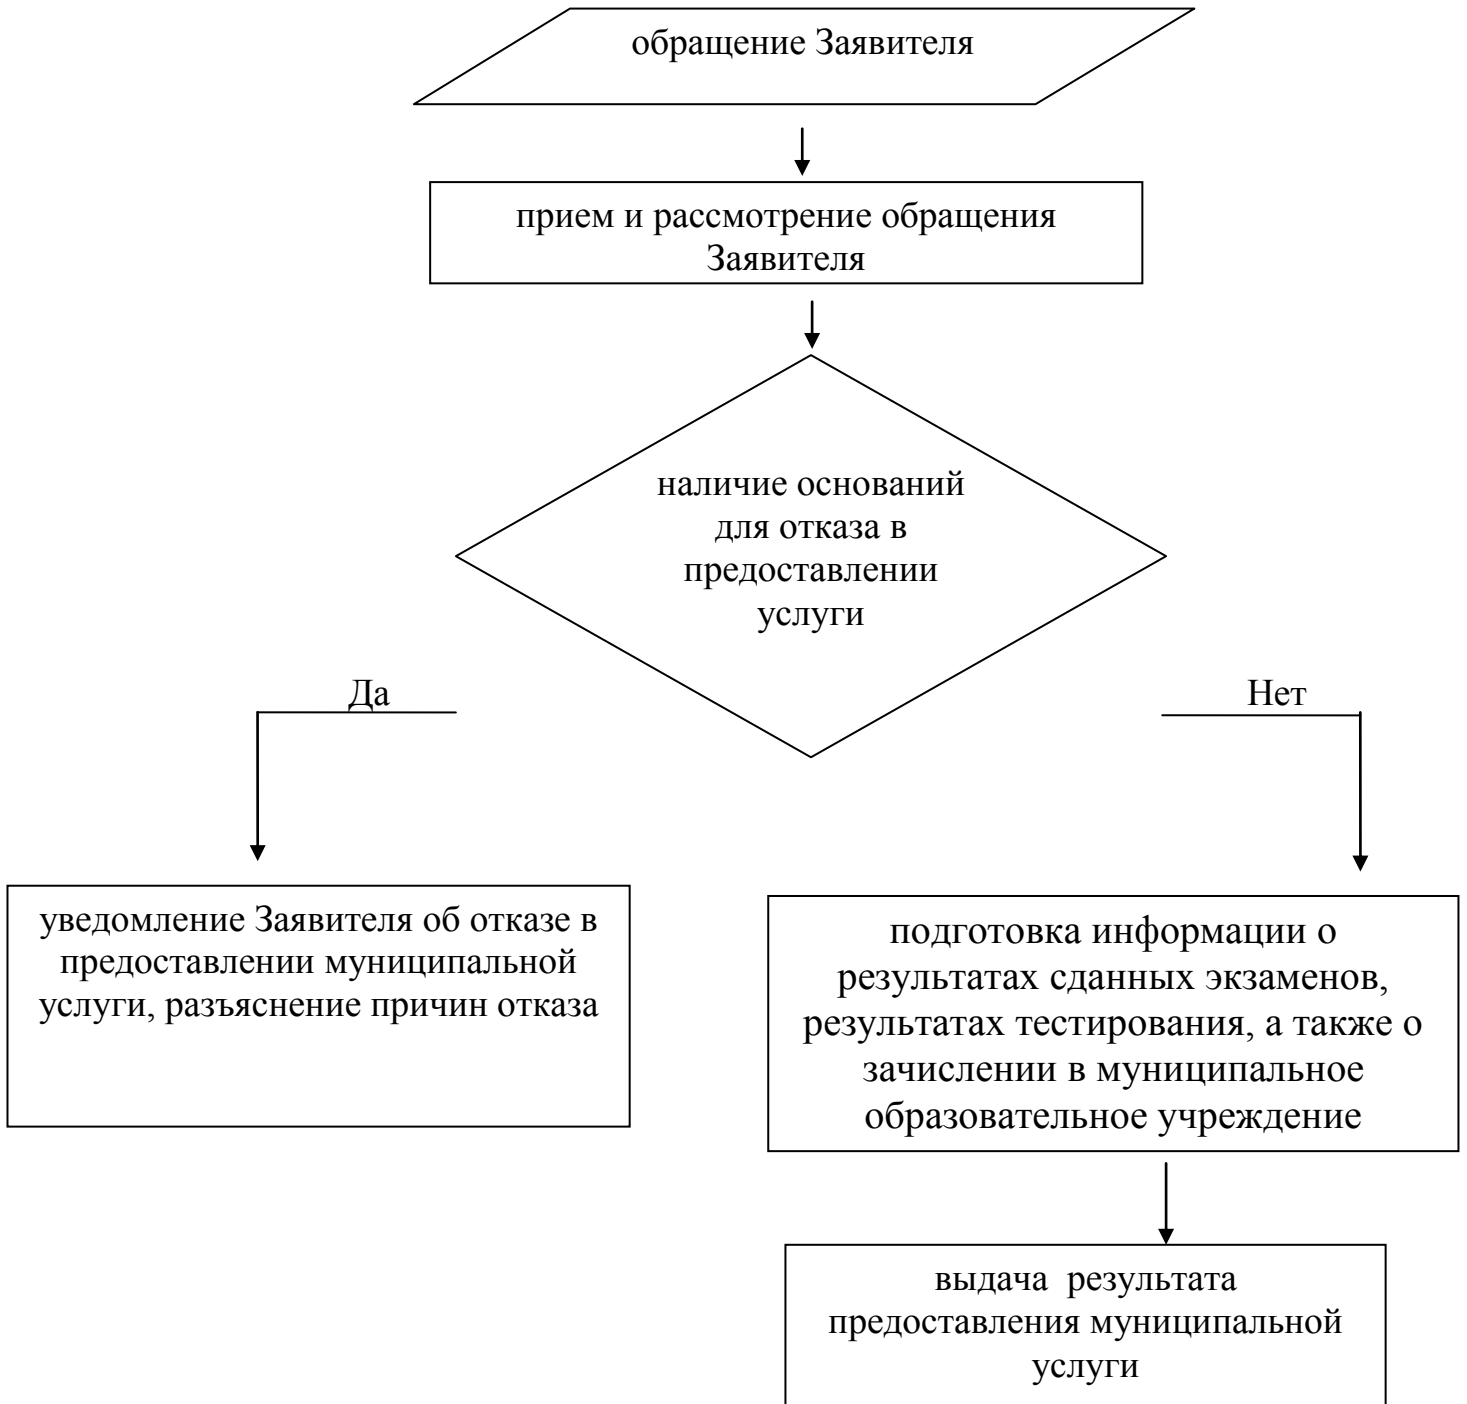 обращение Заявителя
прием и рассмотрение обращения
Заявителя
наличие оснований
для отказа в
предоставлении
услуги
Да
Нет
уведомление Заявителя об отказе в
предоставлении муниципальной
услуги, разъяснение причин отказа
подготовка информации о
результатах сданных экзаменов,
результатах тестирования, а также о
зачислении в муниципальное
образовательное учреждение
выдача  результата
предоставления муниципальной
услуги